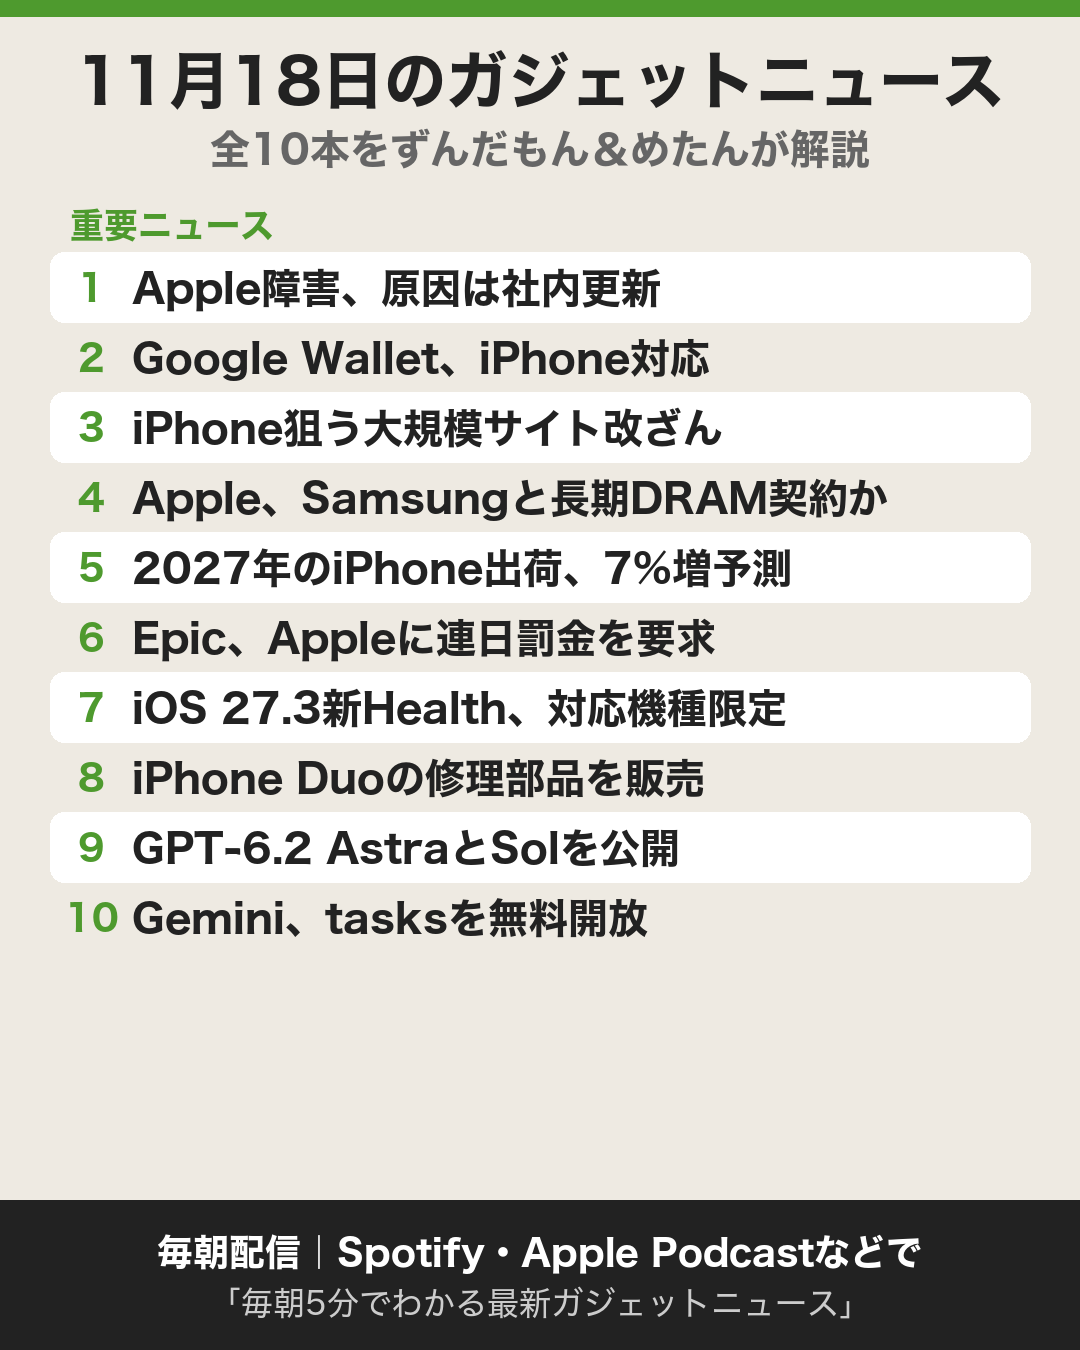 11月18日のガジェットニュース
全10本をずんだもん&めたんが解説
重要ニュース
1 Apple障害、原因は社内更新
2 Google Wallet、iPhone対応
3 iPhone狙う大規模サイト改ざん
4 Apple、Samsungと長期DRAM契約か
5 2027年のiPhone出荷、7%増予測
6 Epic、Appleに連日罰金を要求
7 iOS 27.3新Health、対応機種限定
8 iPhone Duoの修理部品を販売
9 GPT-6.2 AstraとSolを公開
10 Gemini、tasksを無料開放
毎朝配信｜Spotify・Apple Podcastなどで
「毎朝5分でわかる最新ガジェットニュース」